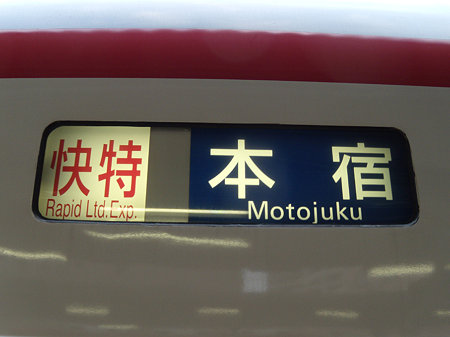 快特
Rapid Ltd.Exp.
本宿
Motojuku